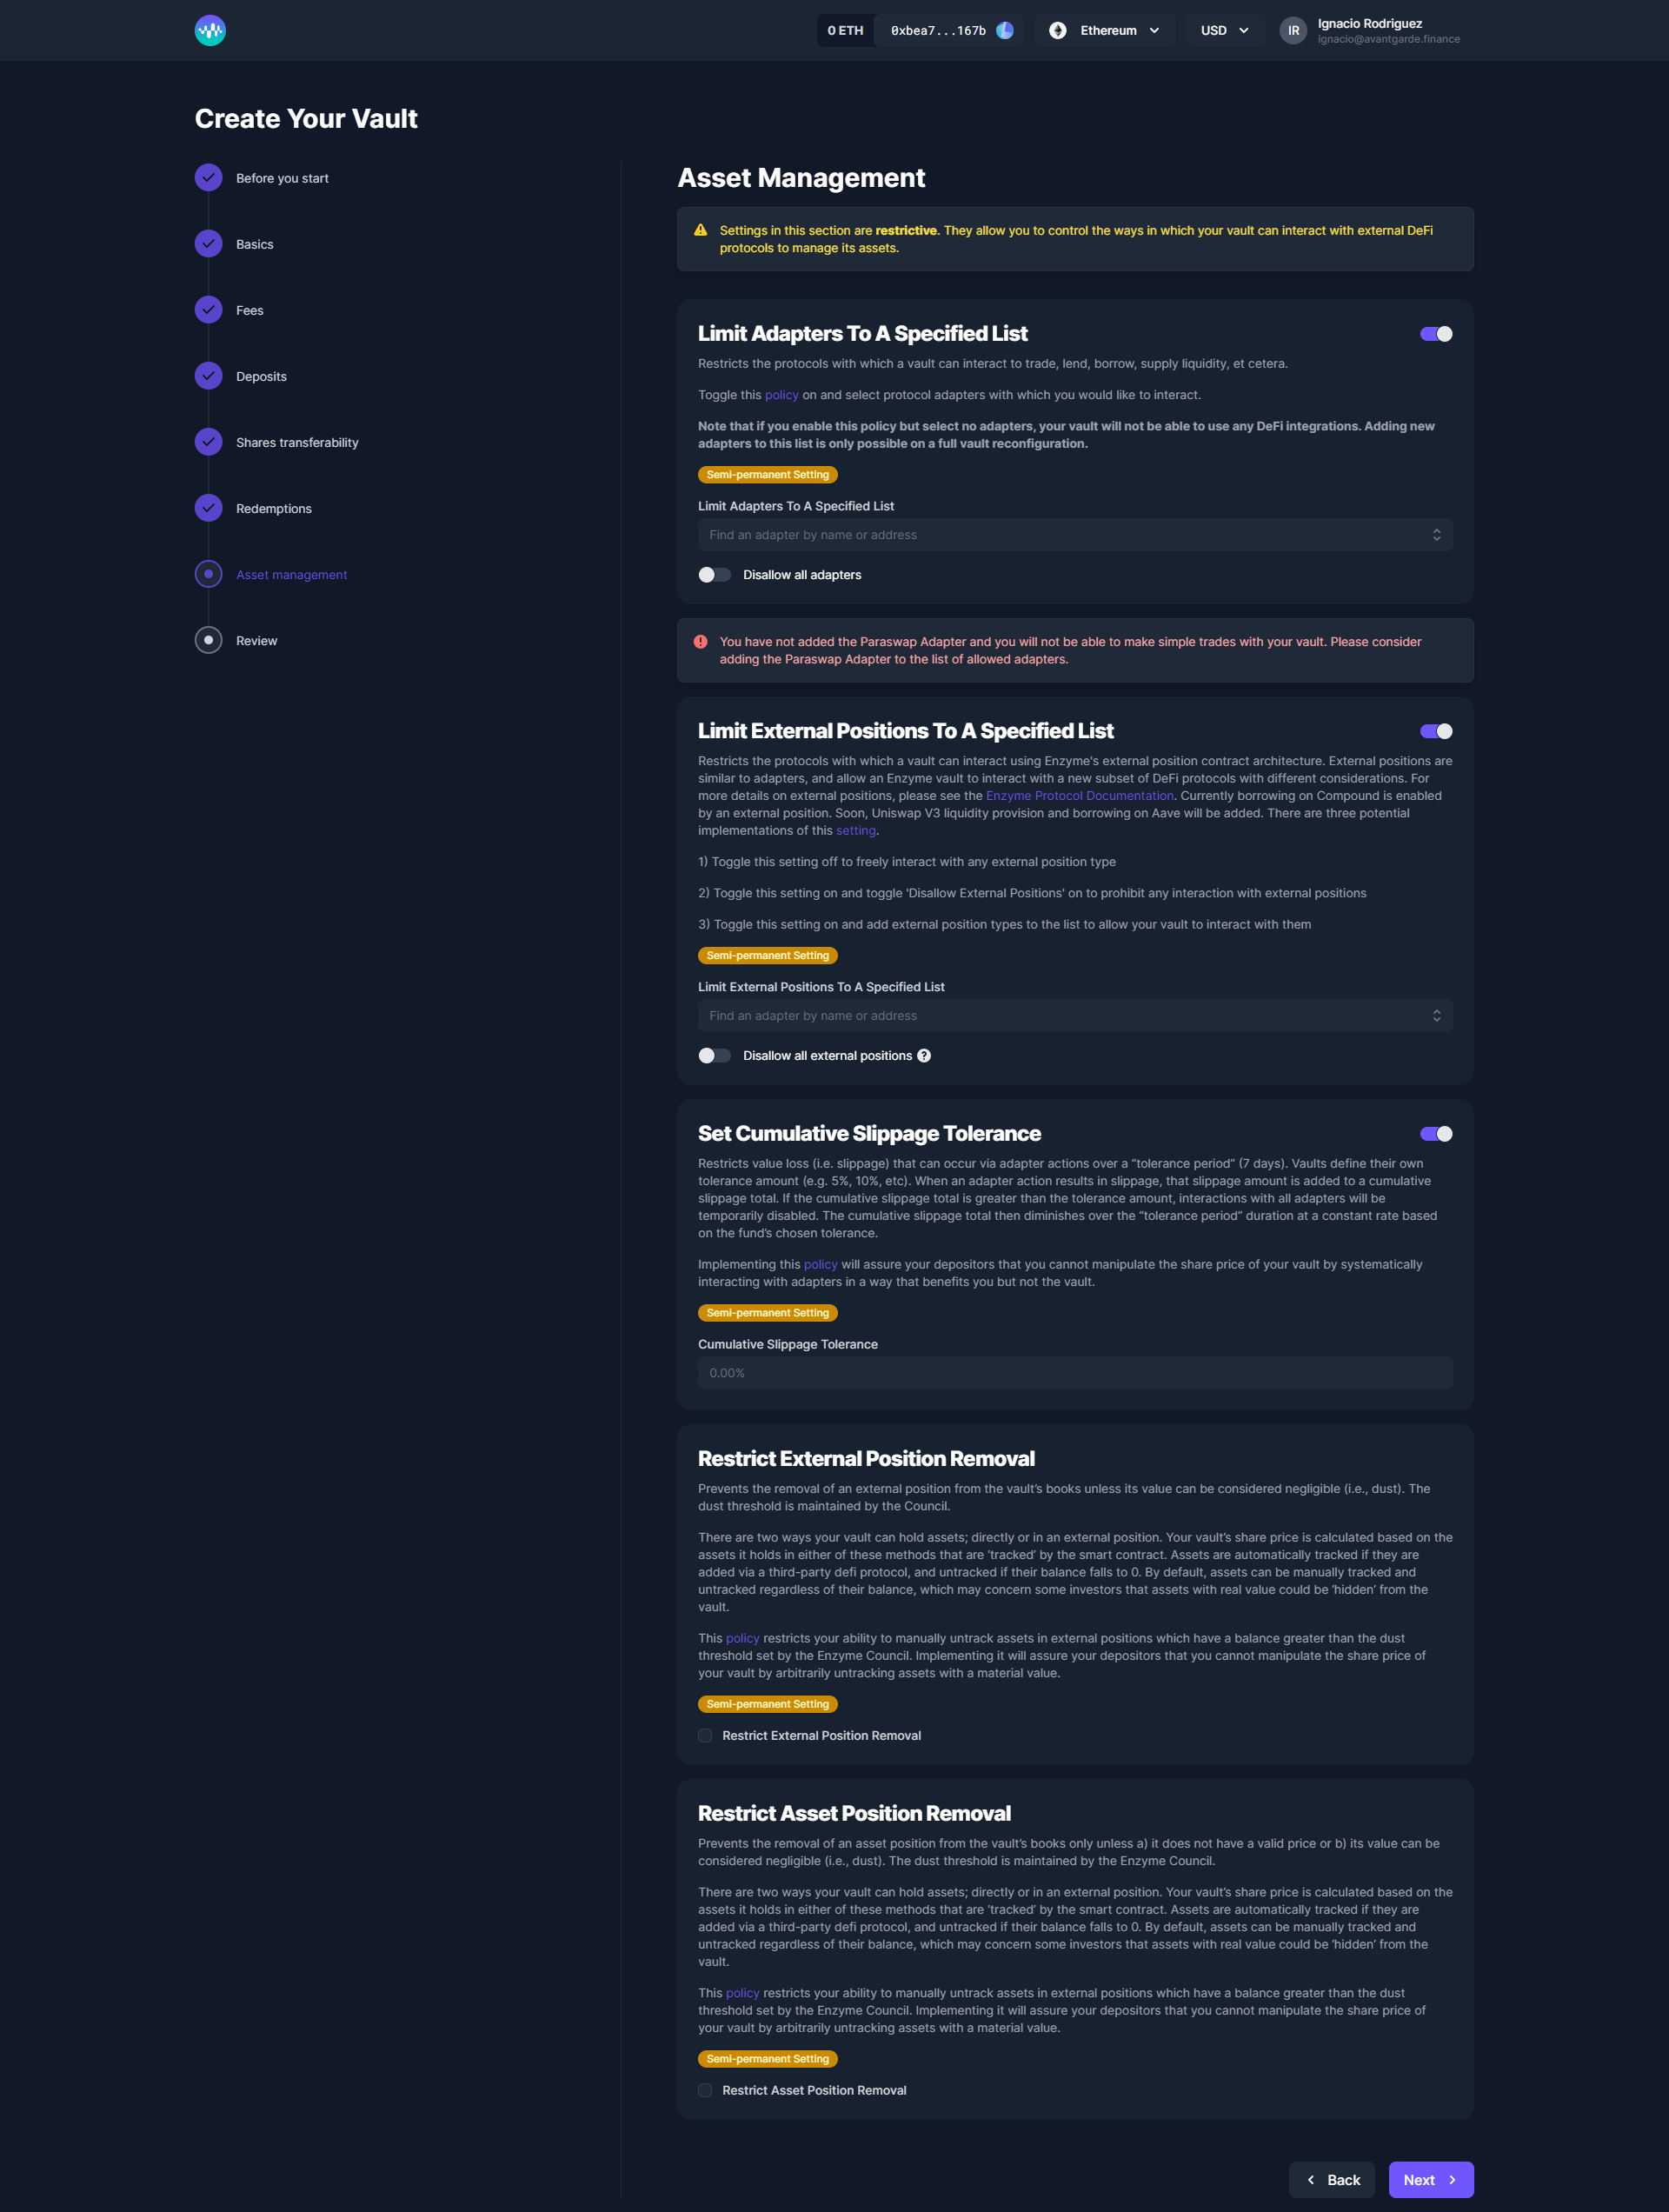 0 ETH
0xbea7...167b
Ethereum
USD
IR
Ignacio Rodriguez
ignacio@avantgarde.finance
Create Your Vault
Before you start
Basics
Fees
Deposits
Shares transferability
Redemptions
Asset management
Review
Asset Management
Settings in this section are restrictive. They allow you to control the ways in which your vault can interact with external DeFi
protocols to manage its assets.
Limit Adapters To A Specified List
Restricts the protocols with which a vault can interact to trade, lend, borrow, supply liquidity, et cetera.
Toggle this policy on and select protocol adapters with which you would like to interact.
Note that if you enable this policy but select no adapters, your vault will not be able to use any DeFi integrations. Adding new
adapters to this list is only possible on a full vault reconfiguration.
Semi-permanent Setting
Limit Adapters To A Specified List
Find an adapter by name or address
Disallow all adapters
You have not added the Paraswap Adapter and you will not be able to make simple trades with your vault. Please consider
adding the Paraswap Adapter to the list of allowed adapters.
Limit External Positions To A Specified List
Restricts the protocols with which a vault can interact using Enzyme's external position contract architecture. External positions are
similar to adapters, and allow an Enzyme vault to interact with a new subset of DeFi protocols with different considerations. For
more details on external positions, please see the Enzyme Protocol Documentation. Currently borrowing on Compound is enabled
by an external position. Soon, Uniswap V3 liquidity provision and borrowing on Aave will be added. There are three potential
implementations of this setting.
1) Toggle this setting off to freely interact with any external position type
2) Toggle this setting on and toggle 'Disallow External Positions' on to prohibit any interaction with external positions
3) Toggle this setting on and add external position types to the list to allow your vault to interact with them
Semi-permanent Setting
Limit External Positions To A Specified List
Find an adapter by name or address
Disallow all external positions ?
Set Cumulative Slippage Tolerance
Restricts value loss (i.e. slippage) that can occur via adapter actions over a “tolerance period” (7 days). Vaults define their own
tolerance amount (e.g. 5%, 10%, etc). When an adapter action results in slippage, that slippage amount is added to a cumulative
slippage total. If the cumulative slippage total is greater than the tolerance amount, interactions with all adapters will be
temporarily disabled. The cumulative slippage total then diminishes over the “tolerance period” duration at a constant rate based
on the fund’s chosen tolerance.
Implementing this policy will assure your depositors that you cannot manipulate the share price of your vault by systematically
interacting with adapters in a way that benefits you but not the vault.
Semi-permanent Setting
Cumulative Slippage Tolerance
0.00%
Restrict External Position Removal
Prevents the removal of an external position from the vault’s books unless its value can be considered negligible (i.e., dust). The
dust threshold is maintained by the Council.
There are two ways your vault can hold assets; directly or in an external position. Your vault’s share price is calculated based on the
assets it holds in either of these methods that are ‘tracked’ by the smart contract. Assets are automatically tracked if they are
added via a third-party defi protocol, and untracked if their balance falls to 0. By default, assets can be manually tracked and
untracked regardless of their balance, which may concern some investors that assets with real value could be ‘hidden’ from the
vault.
This policy restricts your ability to manually untrack assets in external positions which have a balance greater than the dust
threshold set by the Enzyme Council. Implementing it will assure your depositors that you cannot manipulate the share price of
your vault by arbitrarily untracking assets with a material value.
Semi-permanent Setting
Restrict External Position Removal
Restrict Asset Position Removal
Prevents the removal of an asset position from the vault’s books only unless a) it does not have a valid price or b) its value can be
considered negligible (i.e., dust). The dust threshold is maintained by the Enzyme Council.
There are two ways your vault can hold assets; directly or in an external position. Your vault’s share price is calculated based on the
assets it holds in either of these methods that are ‘tracked’ by the smart contract. Assets are automatically tracked if they are
added via a third-party defi protocol, and untracked if their balance falls to 0. By default, assets can be manually tracked and
untracked regardless of their balance, which may concern some investors that assets with real value could be ‘hidden’ from the
vault.
This policy restricts your ability to manually untrack assets in external positions which have a balance greater than the dust
threshold set by the Enzyme Council. Implementing it will assure your depositors that you cannot manipulate the share price of
your vault by arbitrarily untracking assets with a material value.
Semi-permanent Setting
Restrict Asset Position Removal
Back
Next